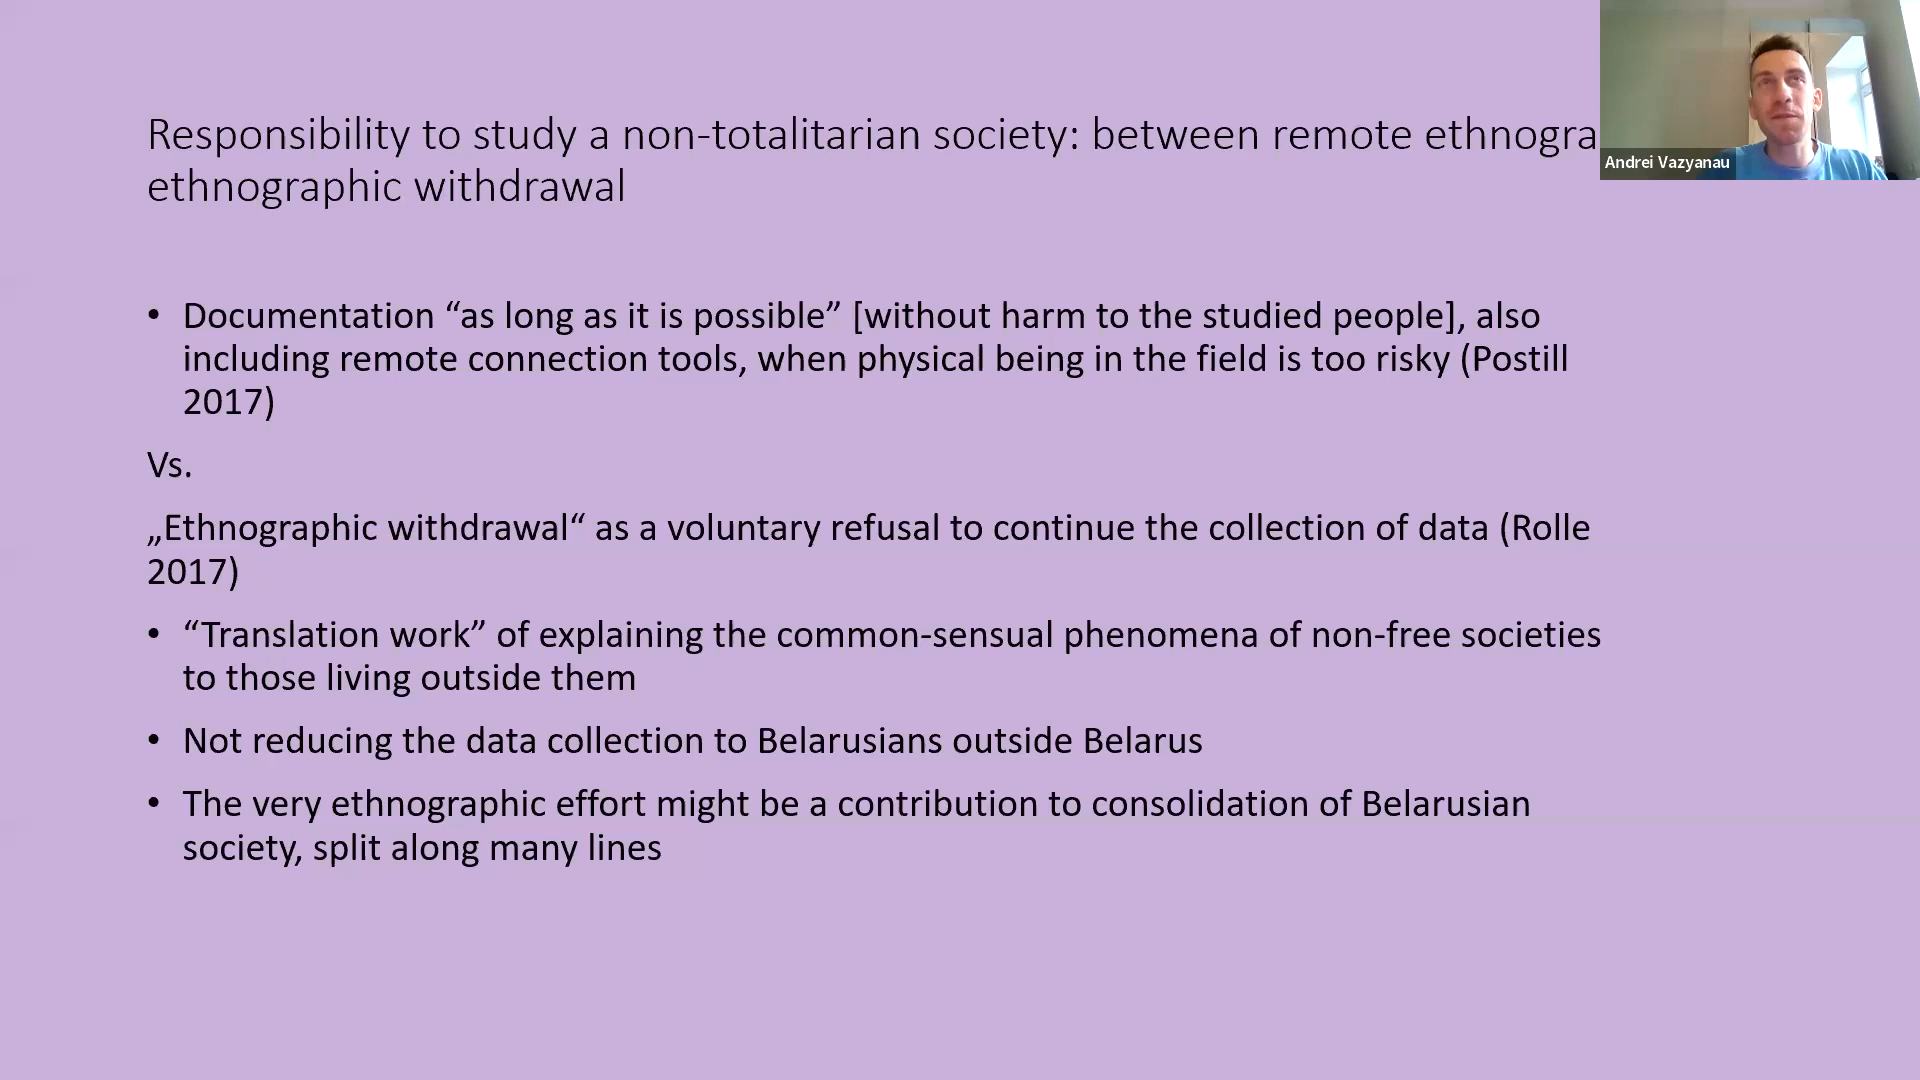 Responsibility to study a non-totalitarian society: between remote ethnogra
ethnographic withdrawal
• Documentation “as long as it is possible” [without harm to the studied people], also
including remote connection tools, when physical being in the field is too risky (Postill
2017)
Vs.
„Ethnographic withdrawal“ as a voluntary refusal to continue the collection of data (Rolle
2017)
• “Translation work” of explaining the common-sensual phenomena of non-free societies
to those living outside them
• Not reducing the data collection to Belarusians outside Belarus
• The very ethnographic effort might be a contribution to consolidation of Belarusian
society, split along many lines
Andrei Vazyanau